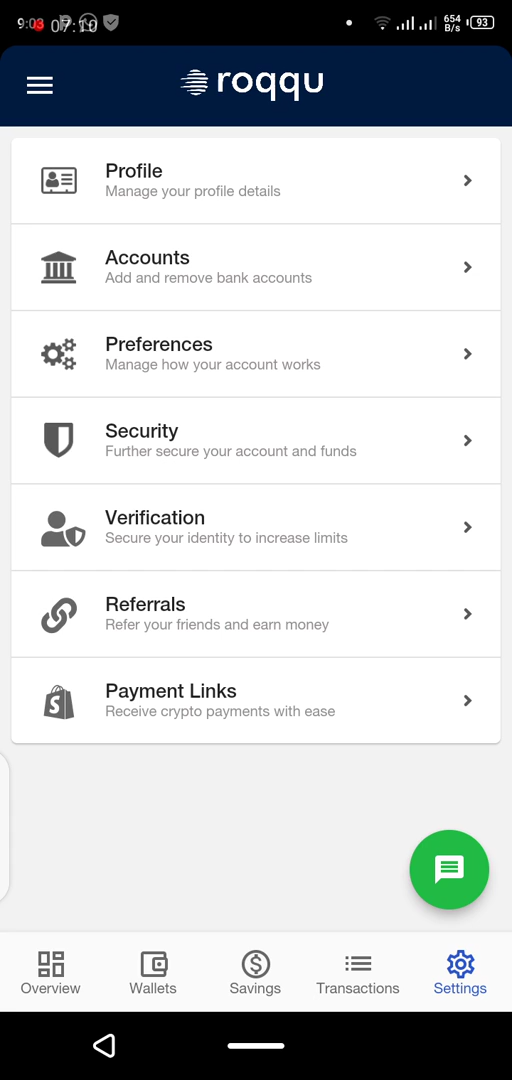 9:03 07:10 654 B/s 93
roqqu
Profile
Manage your profile details
Accounts
Add and remove bank accounts
Preferences
Manage how your account works
Security
Further secure your account and funds
Verification
Secure your identity to increase limits
Referrals
Refer your friends and earn money
Payment Links
Receive crypto payments with ease
Overview Wallets Savings Transactions Settings